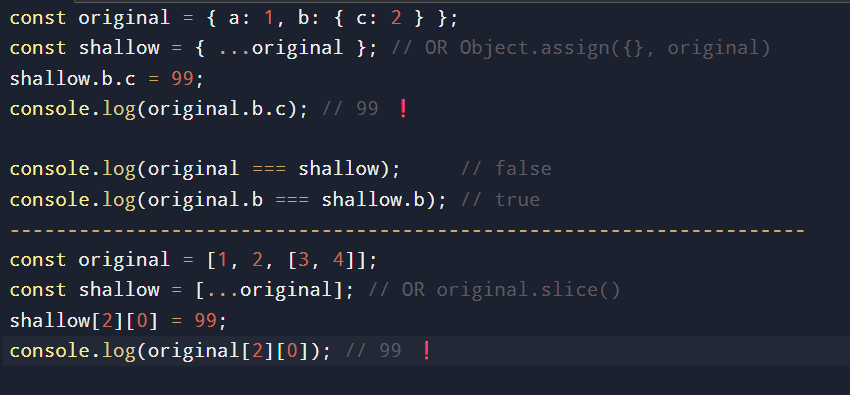 const original = { a: 1, b: { c: 2 } };
const shallow = { ...original }; // OR Object.assign({}, original)
shallow.b.c = 99;
console.log(original.b.c); // 99 ❗
console.log(original === shallow);     // false
console.log(original.b === shallow.b); // true
--------------------------------------------------------------------
const original = [1, 2, [3, 4]];
const shallow = [...original]; // OR original.slice()
shallow[2][0] = 99;
console.log(original[2][0]); // 99 ❗